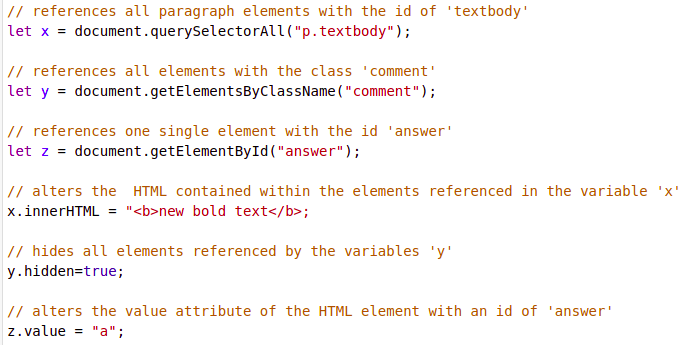 // references all paragraph elements with the id of 'textbody'
let x = document.querySelectorAll("p.textbody");
// references all elements with the class 'comment'
let y = document.getElementsByClassName("comment");
// references one single element with the id 'answer'
let z = document.getElementById("answer");
// alters the  HTML contained within the elements referenced in the variable 'x'
x.innerHTML = "<b>new bold text</b>;
// hides all elements referenced by the variables 'y'
y.hidden=true;
// alters the value attribute of the HTML element with an id of 'answer'
z.value = "a";